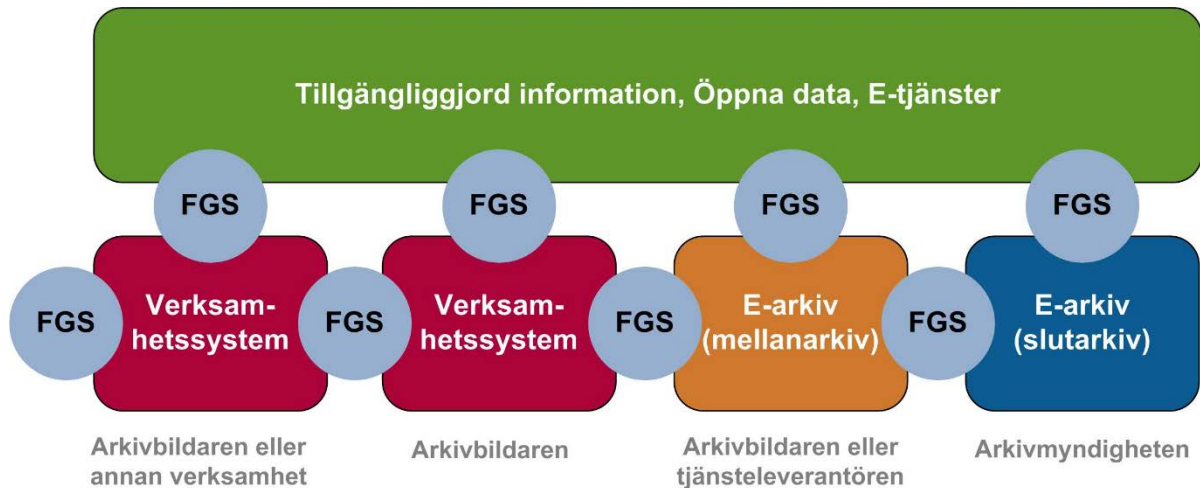 Tillgängliggjord information, Öppna data, E-tjänster
FGS
FGS
FGS
FGS
FGS
Verksam-
hetssystem
FGS
Verksam-
hetssystem
FGS
E-arkiv
(mellanarkiv)
FGS
E-arkiv
(slutarkiv)
Arkivbildaren eller
annan verksamhet
Arkivbildaren
Arkivbildaren eller
tjänsteleverantören
Arkivmyndigheten